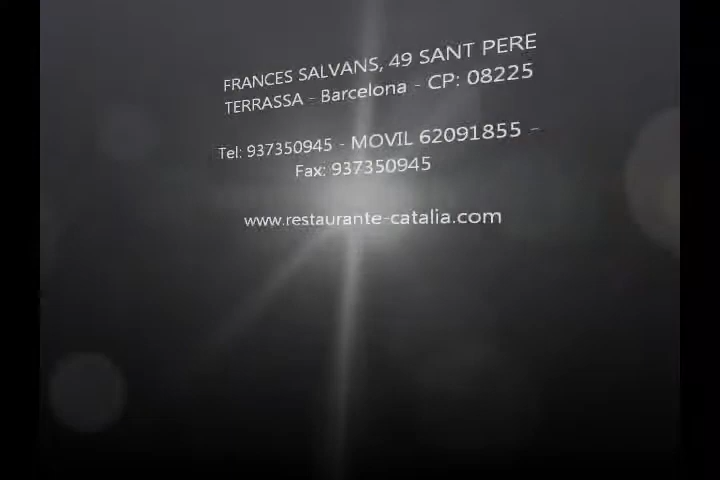 FRANCES SALVANS, 49 SANT PERE
TERRASSA - Barcelona - CP: 08225
Tel: 937350945 - MOVIL 62091855 -
Fax: 937350945
www.restaurante-catalia.com